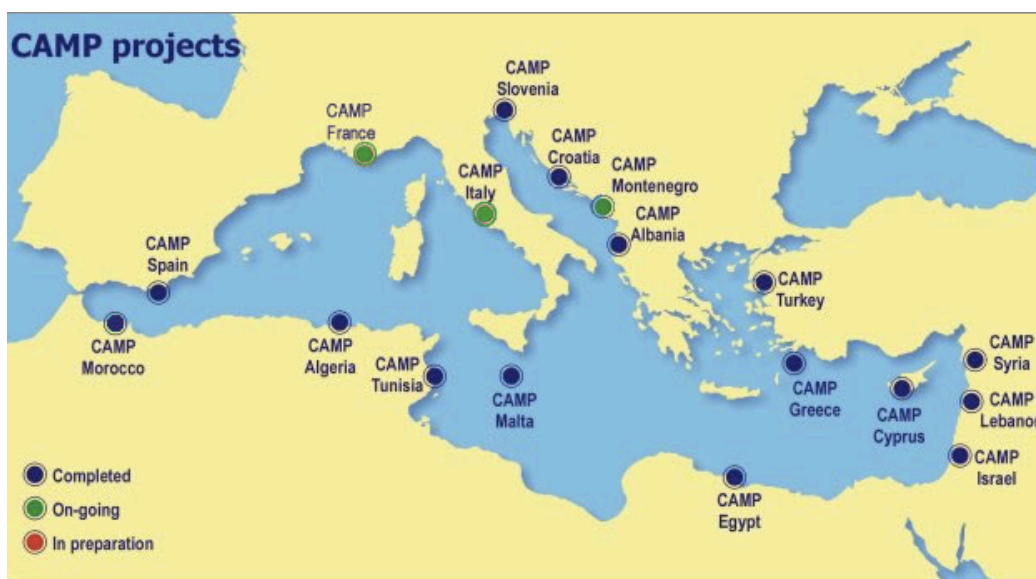 CAMP projects
CAMP
Slovenia
CAMP
France
CAMP
Croatia
CAMP
Italy
CAMP
Montenegro
CAMP
Albania
CAMP
Spain
CAMP
Turkey
CAMP
Morocco
CAMP
Algeria
CAMP
Tunisia
CAMP
Malta
CAMP
Greece
CAMP
Cyprus
CAMP
Syria
CAMP
Lebanon
CAMP
Israel
CAMP
Egypt
Completed
On-going
In preparation